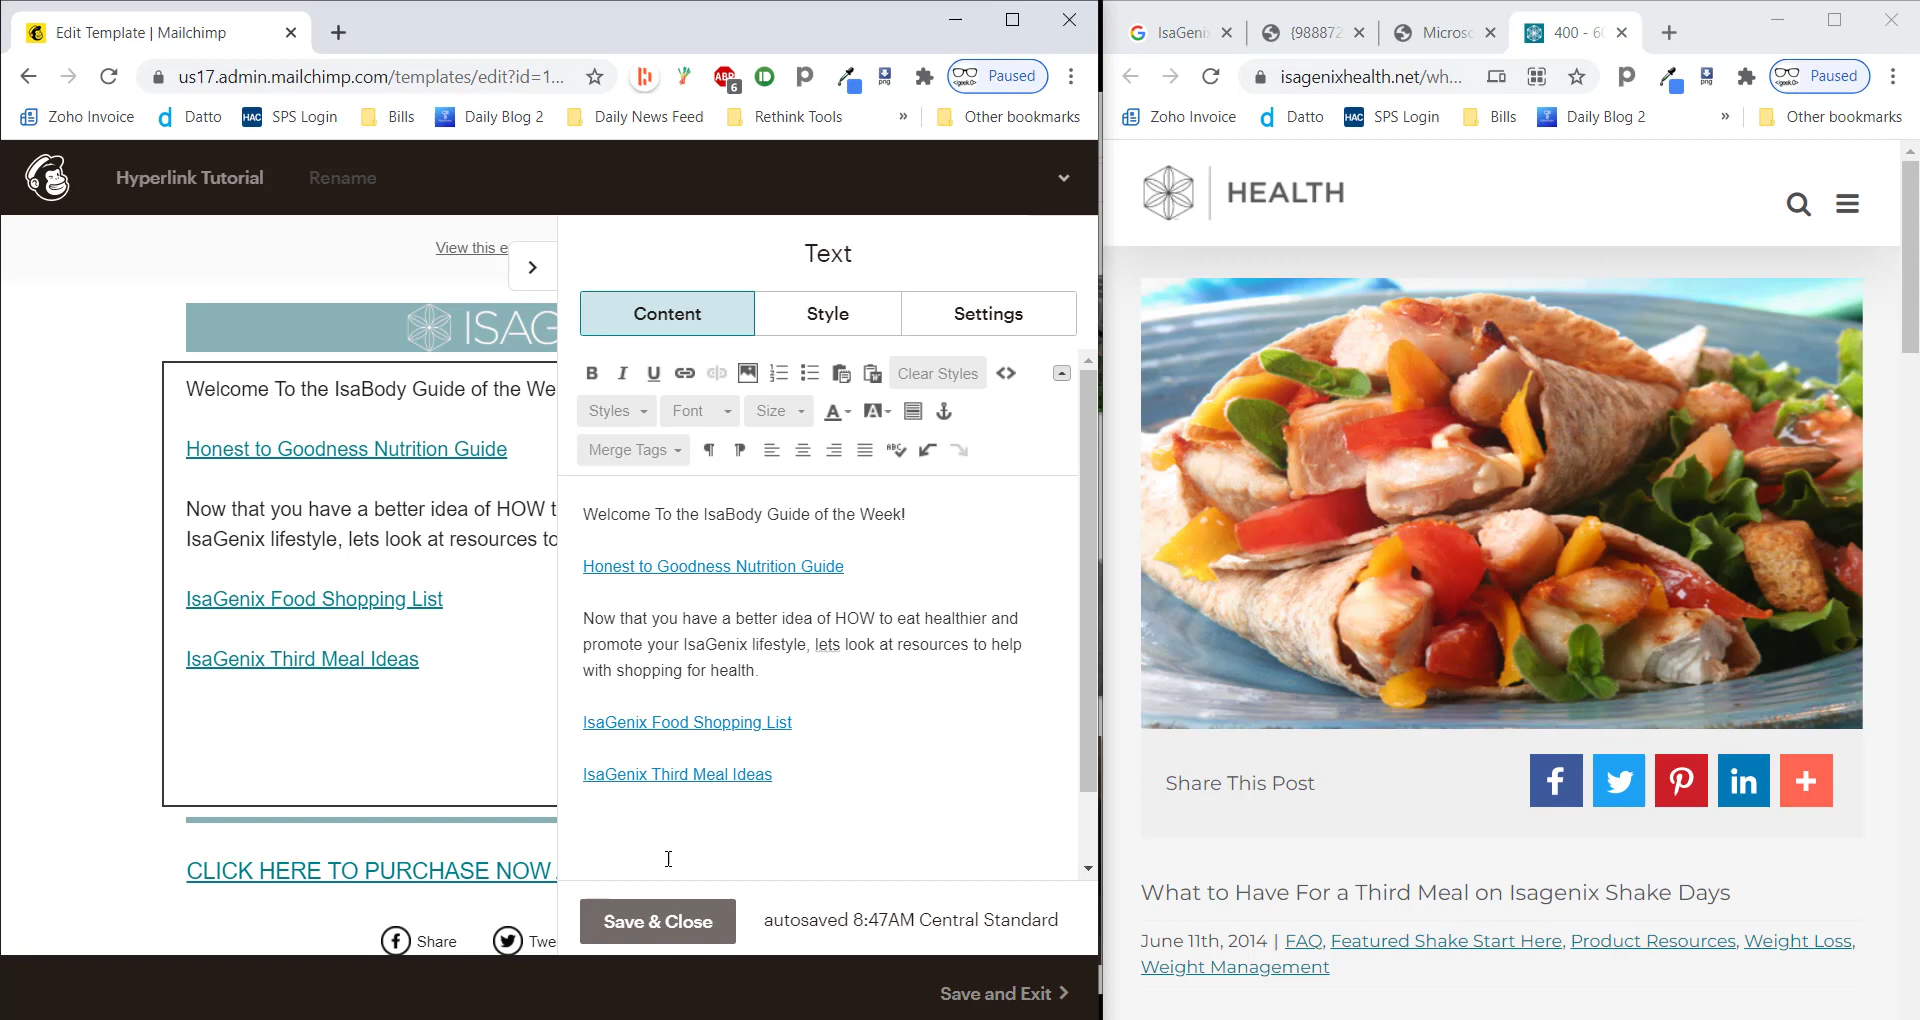 Edit Template | Mailchimp
us17.admin.mailchimp.com/templates/edit?id=1...
ABP
6
Paused
Zoho Invoice
Datto
HAC
SPS Login
Bills
Daily Blog 2
Daily News Feed
Rethink Tools
»
Other bookmarks
Hyperlink Tutorial
Rename
View this e
ISAG
Welcome To the IsaBody Guide of the We
Honest to Goodness Nutrition Guide
Now that you have a better idea of HOW t
IsaGenix lifestyle, lets look at resources to
IsaGenix Food Shopping List
IsaGenix Third Meal Ideas
CLICK HERE TO PURCHASE NOW
Share
Twe
Text
Content
Style
Settings
B I U
Clear Styles
Styles
Font
Size
A
A
Merge Tags
ABC
Welcome To the IsaBody Guide of the Week!
Honest to Goodness Nutrition Guide
Now that you have a better idea of HOW to eat healthier and
promote your IsaGenix lifestyle, lets look at resources to help
with shopping for health.
IsaGenix Food Shopping List
IsaGenix Third Meal Ideas
Save & Close
autosaved 8:47AM Central Standard
Save and Exit
IsaGeni
{98887
Micros
400 - 6
isagenixhealth.net/wh...
Paused
Zoho Invoice
Datto
HAC
SPS Login
Bills
Daily Blog 2
»
Other bookmarks
HEALTH
Share This Post
What to Have For a Third Meal on Isagenix Shake Days
June 11th, 2014 | FAQ, Featured Shake Start Here, Product Resources, Weight Loss,
Weight Management